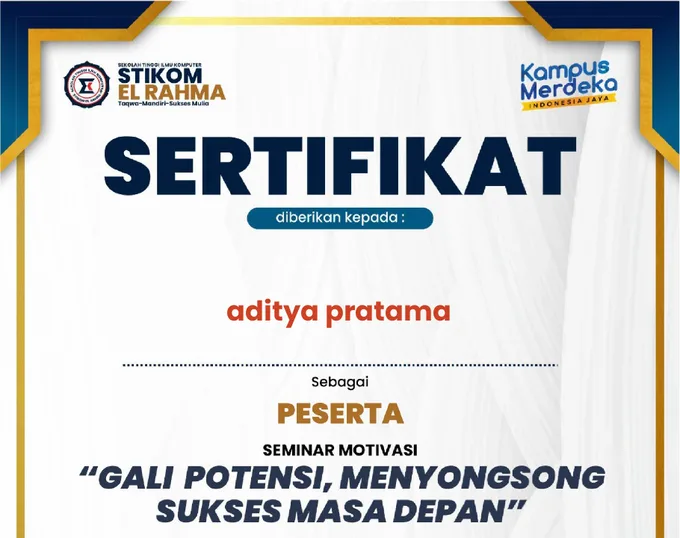 SEKOLAH TINGGI ILMU KOMPUTER
STIKOM
EL RAHMA
Taqwa-Mandiri-Sukses Mulia
Kampus
Merdeka
INDONESIA JAYA
SERTIFIKAT
diberikan kepada :
aditya pratama
Sebagai
PESERTA
SEMINAR MOTIVASI
“GALI POTENSI, MENYONGSONG
SUKSES MASA DEPAN”